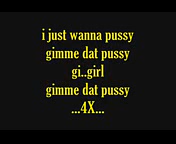 i just wanna pussy
gimme dat pussy
gi..girl
gimme dat pussy
...4X...